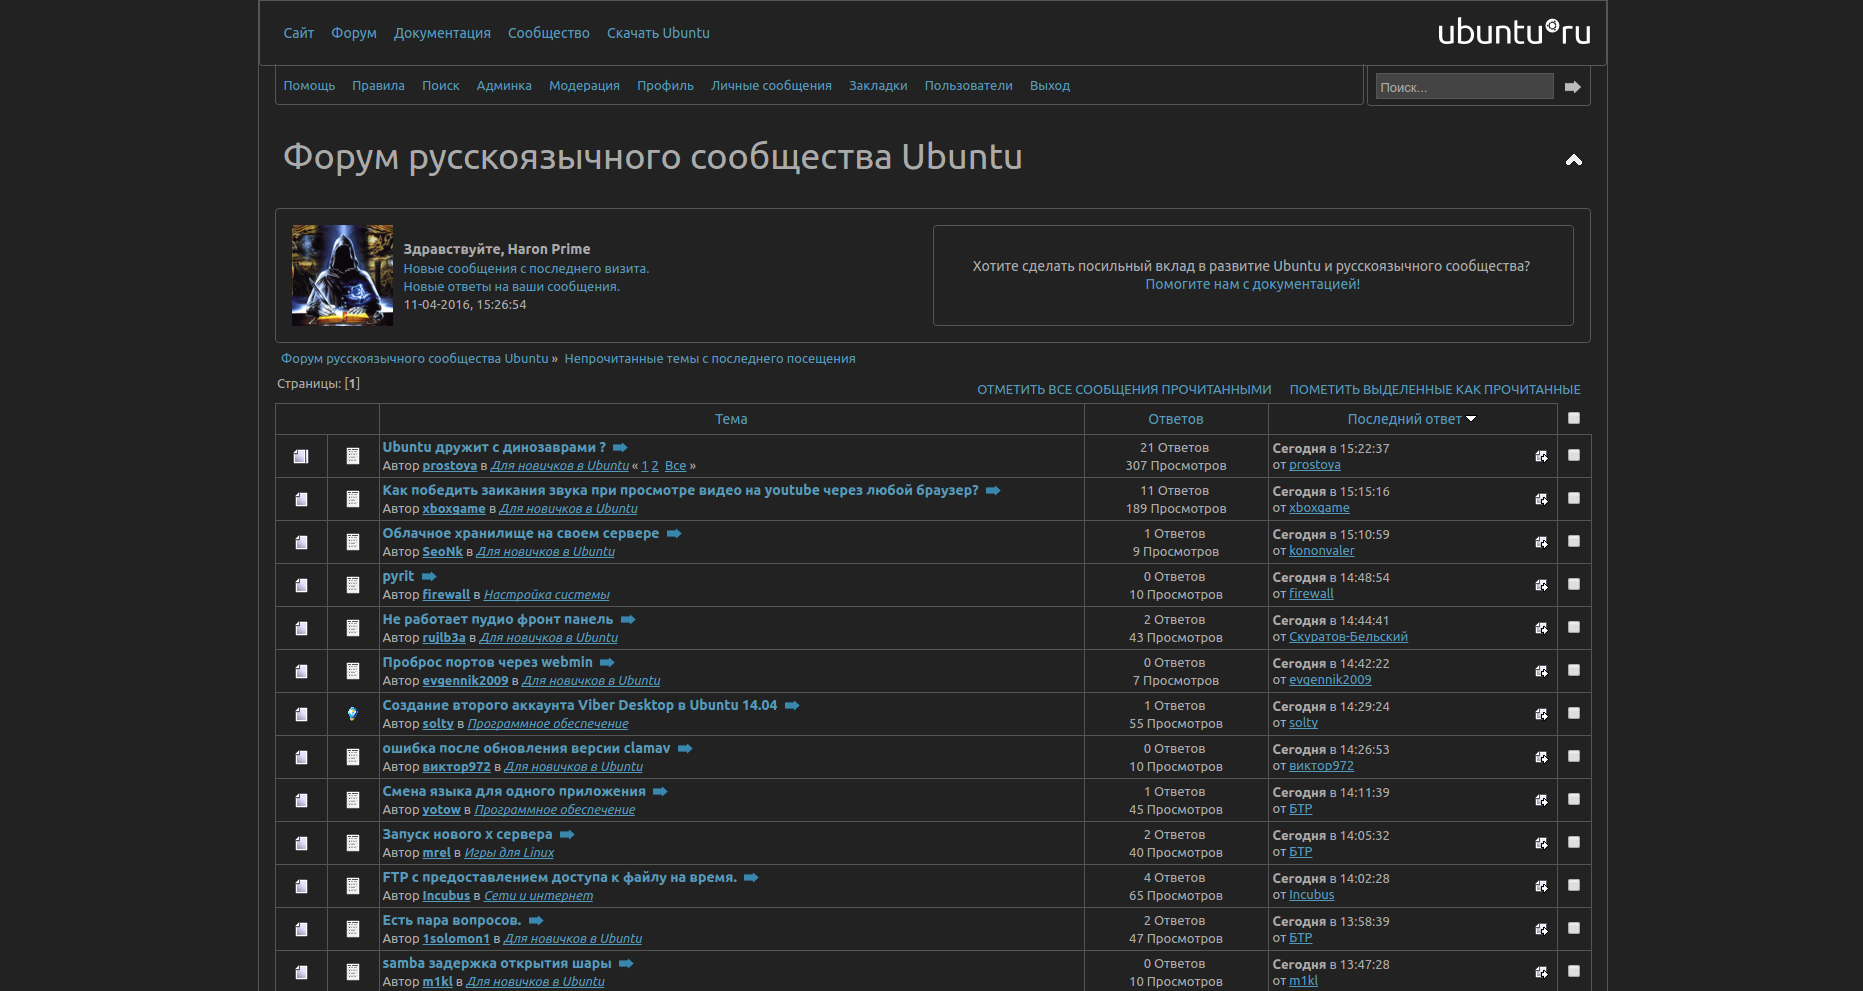 Сайт Форум Документация Сообщество Скачать Ubuntu
ubuntu ru
Помощь Правила Поиск Админка Модерация Профиль Личные сообщения Закладки Пользователи Выход
Поиск...
Форум русскоязычного сообщества Ubuntu
Здравствуйте, Haron Prime
Новые сообщения с последнего визита.
Новые ответы на ваши сообщения.
11-04-2016, 15:26:54
Хотите сделать посильный вклад в развитие Ubuntu и русскоязычного сообщества?
Помогите нам с документацией!
Форум русскоязычного сообщества Ubuntu » Непрочитанные темы с последнего посещения
Страницы: [1]
ОТМЕТИТЬ ВСЕ СООБЩЕНИЯ ПРОЧИТАННЫМИ ПОМЕТИТЬ ВЫДЕЛЕННЫЕ КАК ПРОЧИТАННЫЕ
Тема Ответов Последний ответ
Ubuntu дружит с динозаврами ? 21 Ответов Сегодня в 15:22:37
Автор prostoya в Для новичков в Ubuntu « 1 2 Все » 307 Просмотров от prostoya
Как победить заикания звука при просмотре видео на youtube через любой браузер? 11 Ответов Сегодня в 15:15:16
Автор xboxgame в Для новичков в Ubuntu 189 Просмотров от xboxgame
Облачное хранилище на своем сервере 1 Ответов Сегодня в 15:10:59
Автор SeoNk в Для новичков в Ubuntu 9 Просмотров от kononvaler
pyrit 0 Ответов Сегодня в 14:48:54
Автор firewall в Настройка системы 10 Просмотров от firewall
Не работает пудио фронт панель 2 Ответов Сегодня в 14:44:41
Автор rujlb3a в Для новичков в Ubuntu 43 Просмотров от Скуратов-Бельский
Проброс портов через webmin 0 Ответов Сегодня в 14:42:22
Автор evgennik2009 в Для новичков в Ubuntu 7 Просмотров от evgennik2009
Создание второго аккаунта Viber Desktop в Ubuntu 14.04 1 Ответов Сегодня в 14:29:24
Автор solty в Программное обеспечение 55 Просмотров от solty
ошибка после обновления версии clamav 0 Ответов Сегодня в 14:26:53
Автор виктор972 в Для новичков в Ubuntu 10 Просмотров от виктор972
Смена языка для одного приложения 1 Ответов Сегодня в 14:11:39
Автор yotow в Программное обеспечение 45 Просмотров от БТР
Запуск нового x сервера 2 Ответов Сегодня в 14:05:32
Автор mrel в Игры для Linux 40 Просмотров от БТР
FTP с предоставлением доступа к файлу на время. 4 Ответов Сегодня в 14:02:28
Автор Incubus в Сети и интернет 65 Просмотров от Incubus
Есть пара вопросов. 2 Ответов Сегодня в 13:58:39
Автор 1solomon1 в Для новичков в Ubuntu 47 Просмотров от БТР
samba задержка открытия шары 0 Ответов Сегодня в 13:47:28
Автор m1kl в Для новичков в Ubuntu 10 Просмотров от m1kl